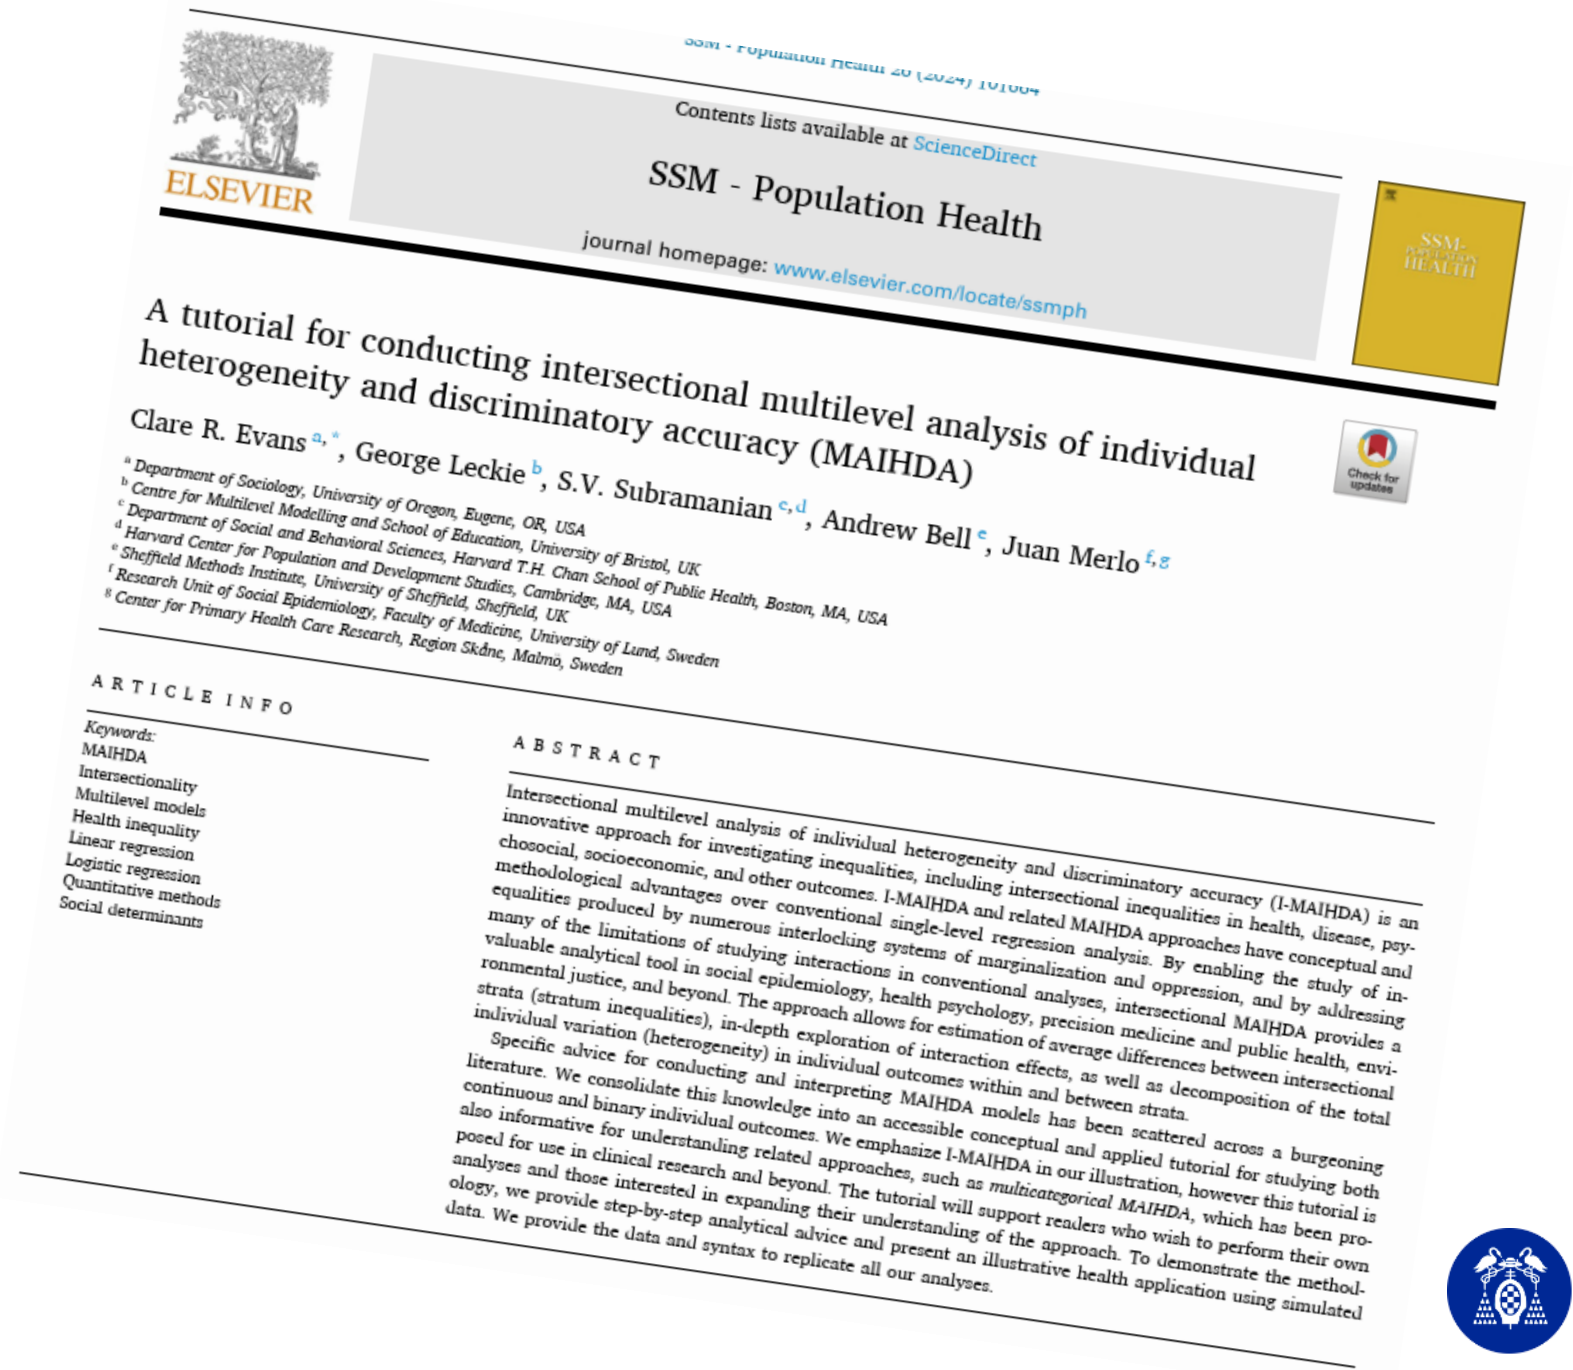 SSM - Population Health 26 (2024) 101664
Contents lists available at ScienceDirect
SSM - Population Health
journal homepage: www.elsevier.com/locate/ssmph
ELSEVIER
SSM-
POPULATION
HEALTH
A tutorial for conducting intersectional multilevel analysis of individual
heterogeneity and discriminatory accuracy (MAIHDA)
Check for
updates
Clare R. Evans a,*, George Leckie b, S.V. Subramanian c,d, Andrew Bell e, Juan Merlo f,g
a Department of Sociology, University of Oregon, Eugene, OR, USA
b Centre for Multilevel Modelling and School of Education, University of Bristol, UK
c Department of Social and Behavioral Sciences, Harvard T.H. Chan School of Public Health, Boston, MA, USA
d Harvard Center for Population and Development Studies, Cambridge, MA, USA
e Sheffield Methods Institute, University of Sheffield, Sheffield, UK
f Research Unit of Social Epidemiology, Faculty of Medicine, University of Lund, Sweden
g Center for Primary Health Care Research, Region Skåne, Malmö, Sweden
ARTICLE INFO
Keywords:
MAIHDA
Intersectionality
Multilevel models
Health inequality
Linear regression
Logistic regression
Quantitative methods
Social determinants
ABSTRACT
Intersectional multilevel analysis of individual heterogeneity and discriminatory accuracy (I-MAIHDA) is an
innovative approach for investigating inequalities, including intersectional inequalities in health, disease, psy-
chosocial, socioeconomic, and other outcomes. I-MAIHDA and related MAIHDA approaches have conceptual and
methodological advantages over conventional single-level regression analysis. By enabling the study of in-
equalities produced by numerous interlocking systems of marginalization and oppression, and by addressing
many of the limitations of studying interactions in conventional analyses, intersectional MAIHDA provides a
valuable analytical tool in social epidemiology, health psychology, precision medicine and public health, envi-
ronmental justice, and beyond. The approach allows for estimation of average differences between intersectional
strata (stratum inequalities), in-depth exploration of interaction effects, as well as decomposition of the total
individual variation (heterogeneity) in individual outcomes within and between strata.
Specific advice for conducting and interpreting MAIHDA models has been scattered across a burgeoning
literature. We consolidate this knowledge into an accessible conceptual and applied tutorial for studying both
continuous and binary individual outcomes. We emphasize I-MAIHDA in our illustration, however this tutorial is
also informative for understanding related approaches, such as multicategorical MAIHDA, which has been pro-
posed for use in clinical research and beyond. The tutorial will support readers who wish to perform their own
analyses and those interested in expanding their understanding of the approach. To demonstrate the method-
ology, we provide step-by-step analytical advice and present an illustrative health application using simulated
data. We provide the data and syntax to replicate all our analyses.